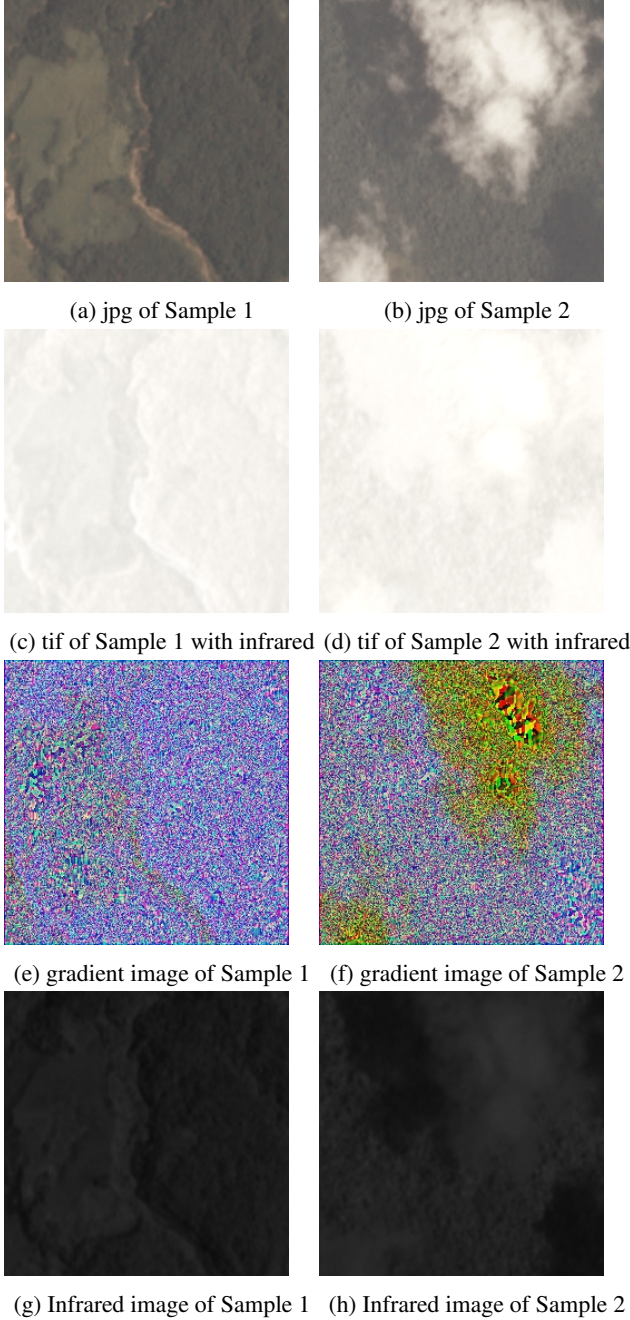 (a) jpg of Sample 1
(b) jpg of Sample 2
(c) tif of Sample 1 with infrared
(d) tif of Sample 2 with infrared
(e) gradient image of Sample 1
(f) gradient image of Sample 2
(g) Infrared image of Sample 1
(h) Infrared image of Sample 2